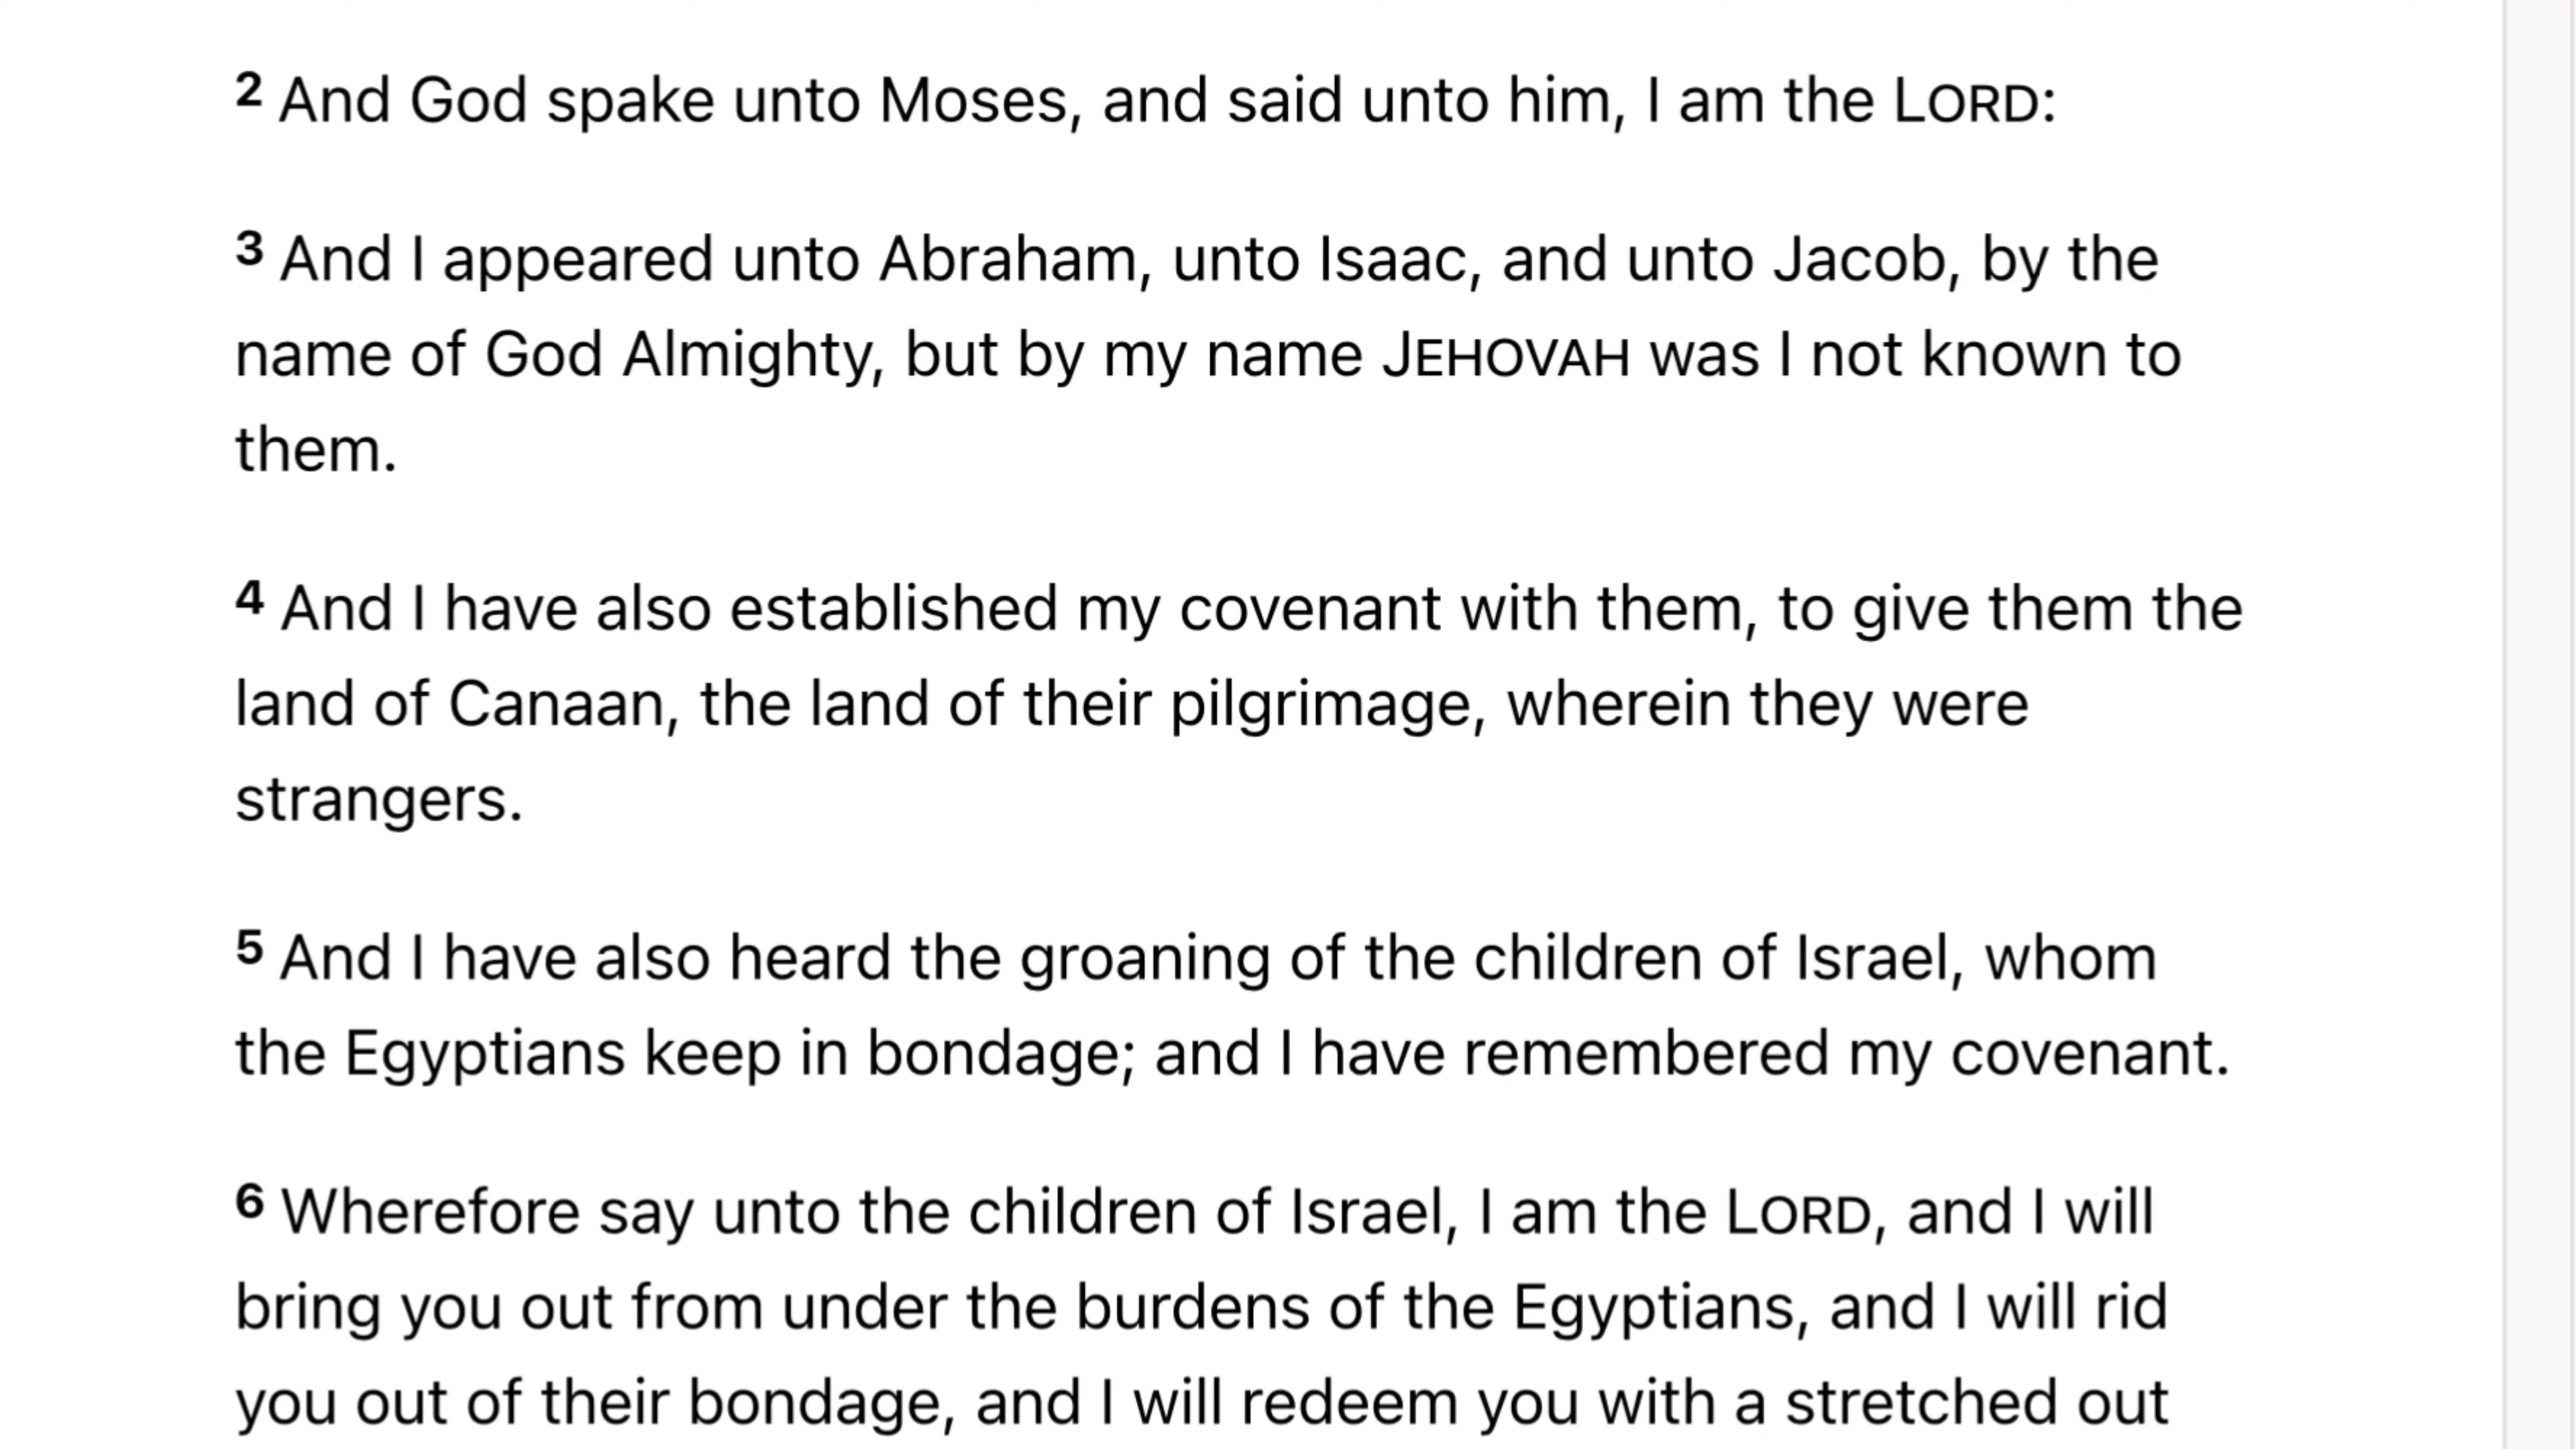 2 And God spake unto Moses, and said unto him, I am the LORD:
3 And I appeared unto Abraham, unto Isaac, and unto Jacob, by the
name of God Almighty, but by my name JEHOVAH was I not known to
them.
4 And I have also established my covenant with them, to give them the
land of Canaan, the land of their pilgrimage, wherein they were
strangers.
5 And I have also heard the groaning of the children of Israel, whom
the Egyptians keep in bondage; and I have remembered my covenant.
6 Wherefore say unto the children of Israel, I am the LORD, and I will
bring you out from under the burdens of the Egyptians, and I will rid
you out of their bondage, and I will redeem you with a stretched out